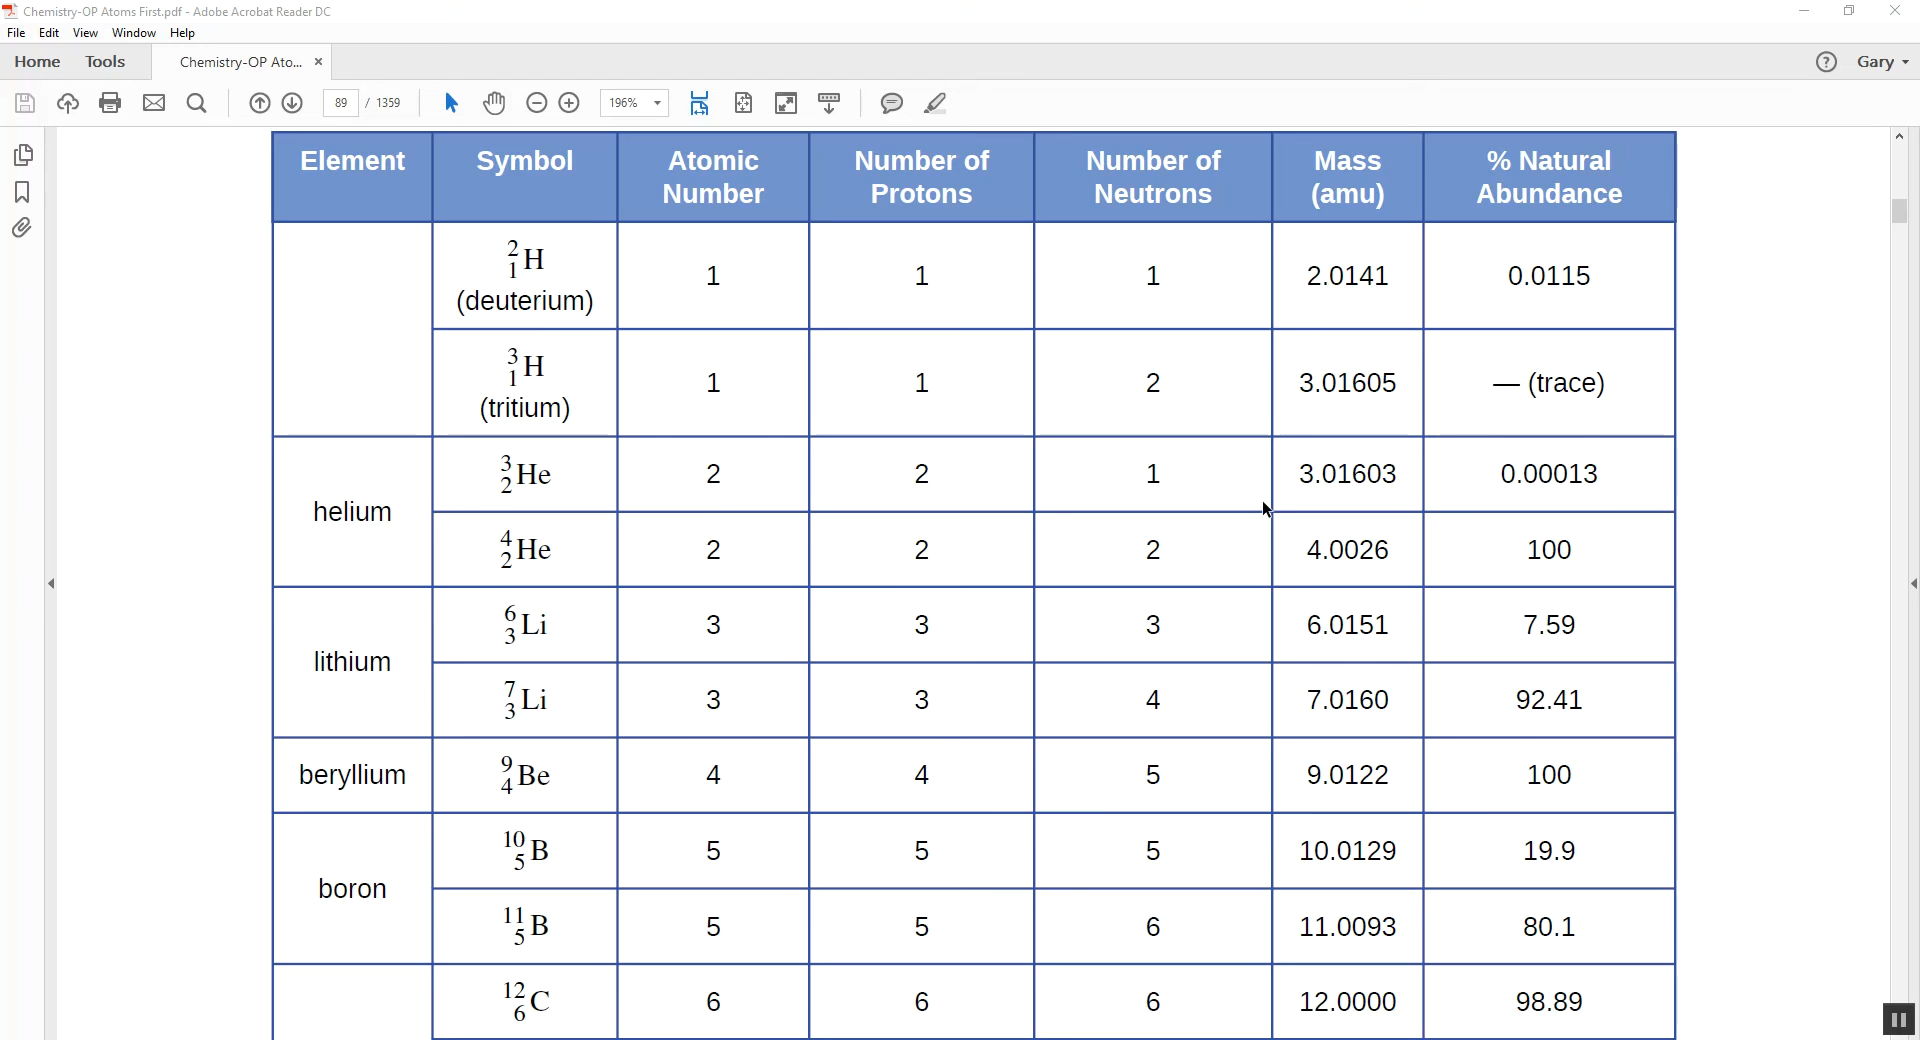 Chemistry-OP Atoms First.pdf - Adobe Acrobat Reader DC
File Edit View Window Help
Home Tools Chemistry-OP Ato... × ? Gary
89 / 1359 196%
Element Symbol Atomic Number Number of Protons Number of Neutrons Mass (amu) % Natural Abundance
²₁H (deuterium) 1 1 1 2.0141 0.0115
³₁H (tritium) 1 1 2 3.01605 — (trace)
helium
³₂He 2 2 1 3.01603 0.00013
⁴₂He 2 2 2 4.0026 100
lithium
⁶₃Li 3 3 3 6.0151 7.59
⁷₃Li 3 3 4 7.0160 92.41
beryllium ⁹₄Be 4 4 5 9.0122 100
boron
¹⁰₅B 5 5 5 10.0129 19.9
¹¹₅B 5 5 6 11.0093 80.1
¹²₆C 6 6 6 12.0000 98.89